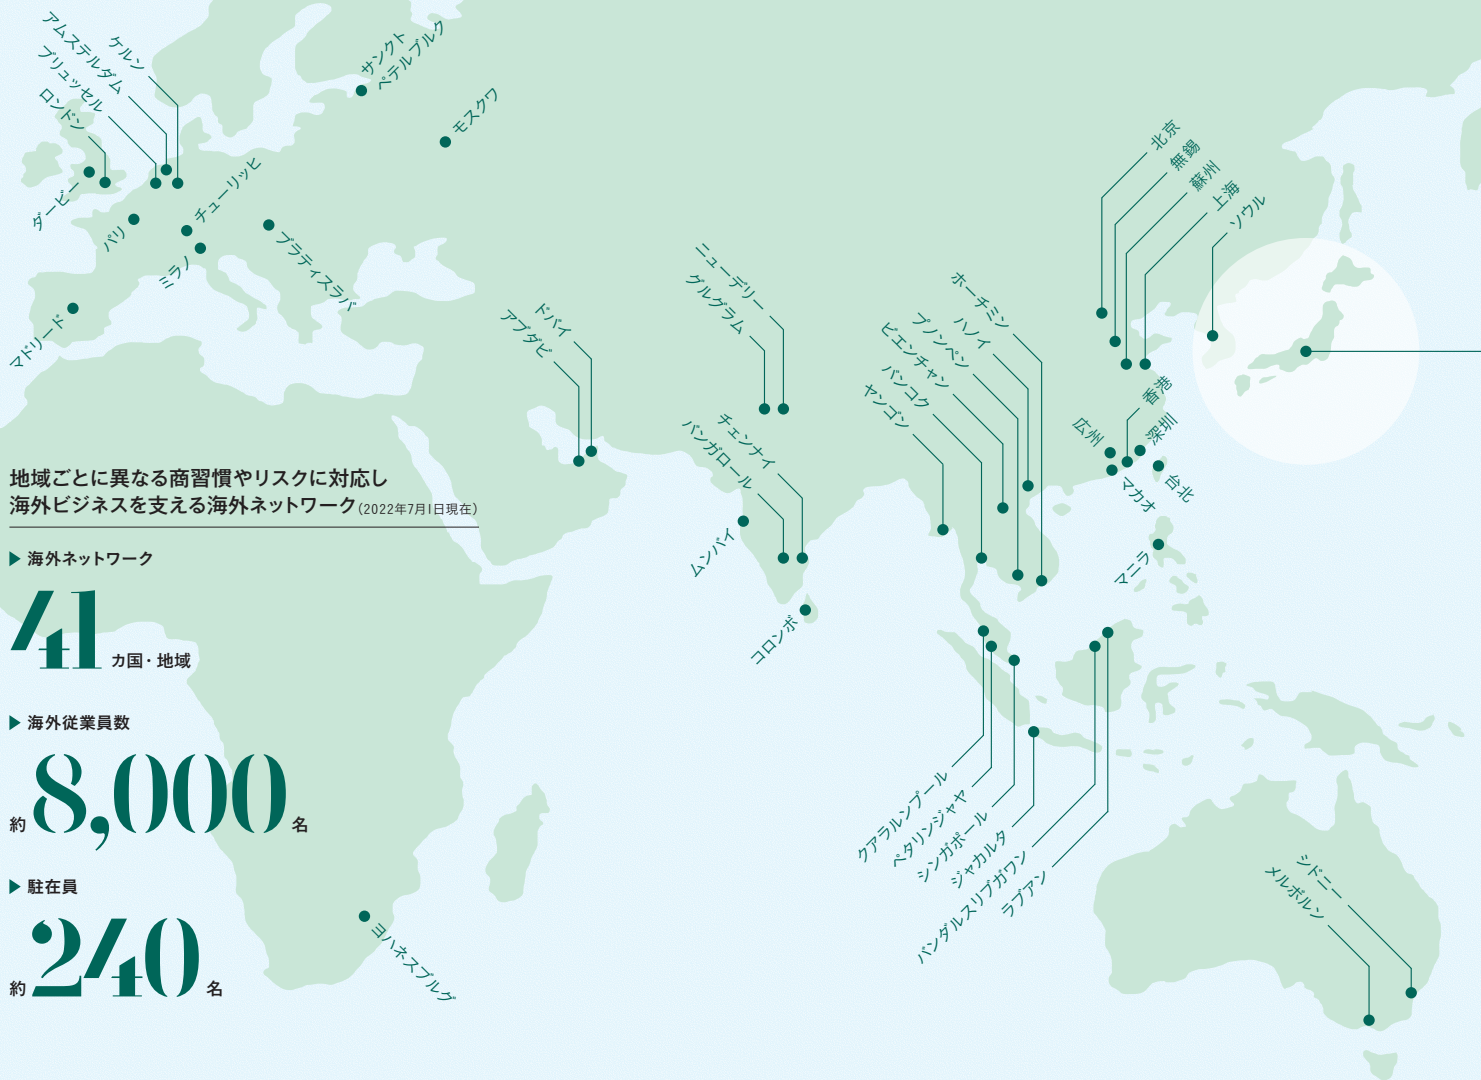 ケルン
アムステルダム
ブリュッセル
ロンドン
ダービー
パリ
チューリッヒ
ミラノ
ブラティスラバ
マドリード
サンクト
ペテルブルク
モスクワ
ドバイ
アブダビ
ニューデリー
グルグラム
チェンナイ
バンガロール
ムンバイ
コロンボ
ホーチミン
ハノイ
プノンペン
ビエンチャン
バンコク
ヤンゴン
北京
無錫
蘇州
上海
ソウル
香港
深圳
広州
マカオ
台北
マニラ
クアラルンプール
ペタリンジャヤ
シンガポール
ジャカルタ
バンダルスリブガワン
ラブアン
シドニー
メルボルン
ヨハネスブルグ
地域ごとに異なる商習慣やリスクに対応し
海外ビジネスを支える海外ネットワーク(2022年7月1日現在)
▶ 海外ネットワーク
41 カ国・地域
▶ 海外従業員数
約8,000名
▶ 駐在員
約240名